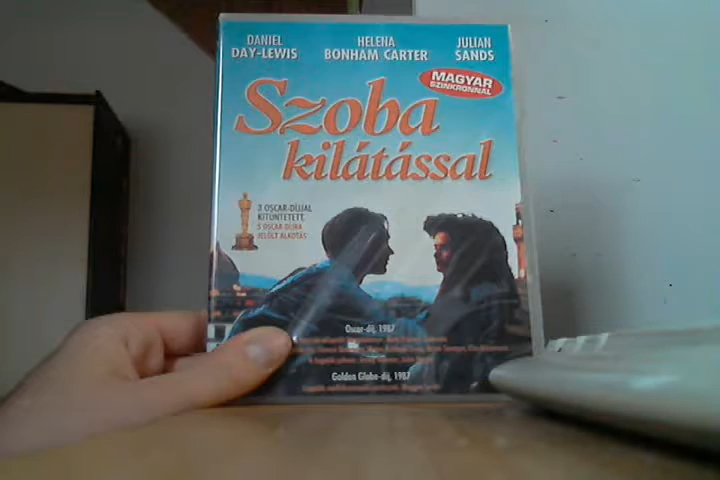 DANIEL
DAY-LEWIS
HELENA
BONHAM CARTER
JULIAN
SANDS
MAGYAR
SZINKRONNAL
Szoba
kilátással
3 OSCAR-DÍJJAL
KITÜNTETETT,
5 OSCAR-DÍJRA
JELÖLT ALKOTÁS
Oscar-díj, 1987
Golden Globe-díj, 1987